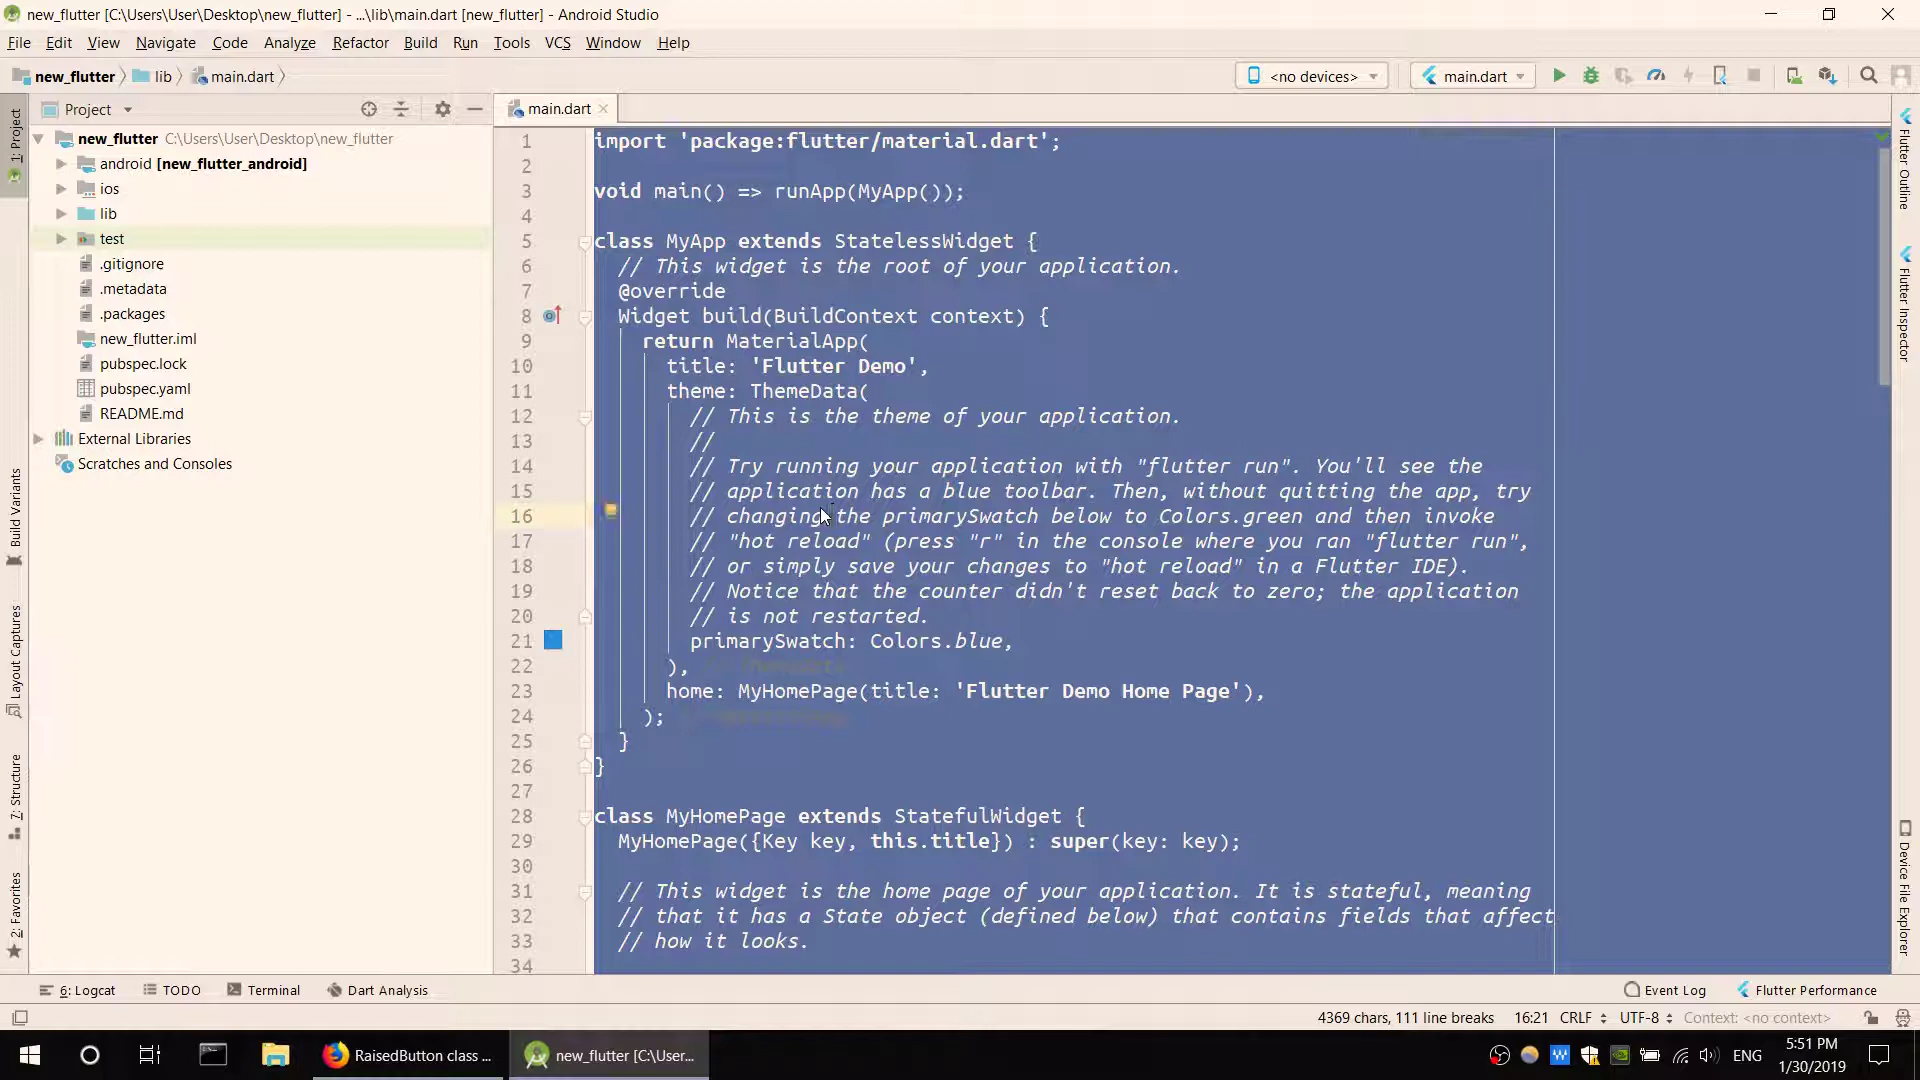 new_flutter [C:\Users\User\Desktop\new_flutter] - ...\lib\main.dart [new_flutter] - Android Studio
File Edit View Navigate Code Analyze Refactor Build Run Tools VCS Window Help
new_flutter lib main.dart <no devices> main.dart
Project main.dart
new_flutter C:\Users\User\Desktop\new_flutter
android [new_flutter_android]
ios
lib
test
.gitignore
.metadata
.packages
new_flutter.iml
pubspec.lock
pubspec.yaml
README.md
External Libraries
Scratches and Consoles
1: Project
Build Variants
Layout Captures
7: Structure
2: Favorites
1 import 'package:flutter/material.dart';
2
3 void main() => runApp(MyApp());
4
5 class MyApp extends StatelessWidget {
6 // This widget is the root of your application.
7 @override
8 Widget build(BuildContext context) {
9 return MaterialApp(
10 title: 'Flutter Demo',
11 theme: ThemeData(
12 // This is the theme of your application.
13 //
14 // Try running your application with "flutter run". You'll see the
15 // application has a blue toolbar. Then, without quitting the app, try
16 // changing the primarySwatch below to Colors.green and then invoke
17 // "hot reload" (press "r" in the console where you ran "flutter run",
18 // or simply save your changes to "hot reload" in a Flutter IDE).
19 // Notice that the counter didn't reset back to zero; the application
20 // is not restarted.
21 primarySwatch: Colors.blue,
22 ),
23 home: MyHomePage(title: 'Flutter Demo Home Page'),
24 );
25 }
26 }
27
28 class MyHomePage extends StatefulWidget {
29 MyHomePage({Key key, this.title}) : super(key: key);
30
31 // This widget is the home page of your application. It is stateful, meaning
32 // that it has a State object (defined below) that contains fields that affect
33 // how it looks.
34
Flutter Outline
Flutter Inspector
Device File Explorer
6: Logcat TODO Terminal Dart Analysis Event Log Flutter Performance
4369 chars, 111 line breaks 16:21 CRLF UTF-8 Context: <no context>
RaisedButton class ... new_flutter [C:\User... ENG 5:51 PM
1/30/2019